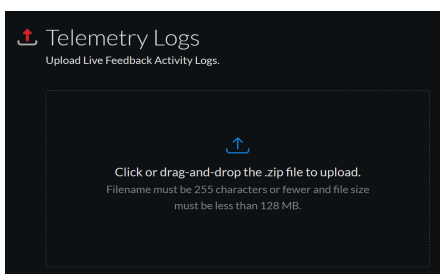 Telemetry Logs
Upload Live Feedback Activity Logs.
Click or drag-and-drop the .zip file to upload.
Filename must be 255 characters or fewer and file size
must be less than 128 MB.